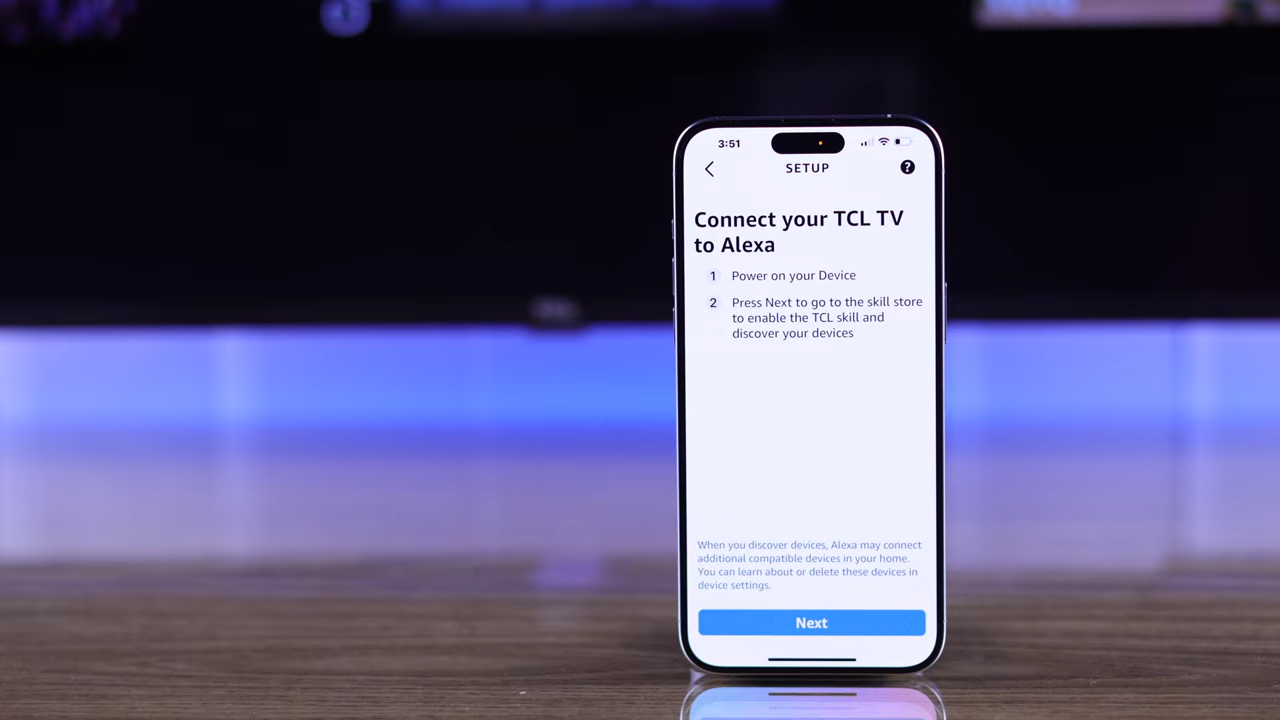 3:51
SETUP
?
Connect your TCL TV
to Alexa
1 Power on your Device
2 Press Next to go to the skill store
to enable the TCL skill and
discover your devices
When you discover devices, Alexa may connect
additional compatible devices in your home.
You can learn about or delete these devices in
device settings.
Next